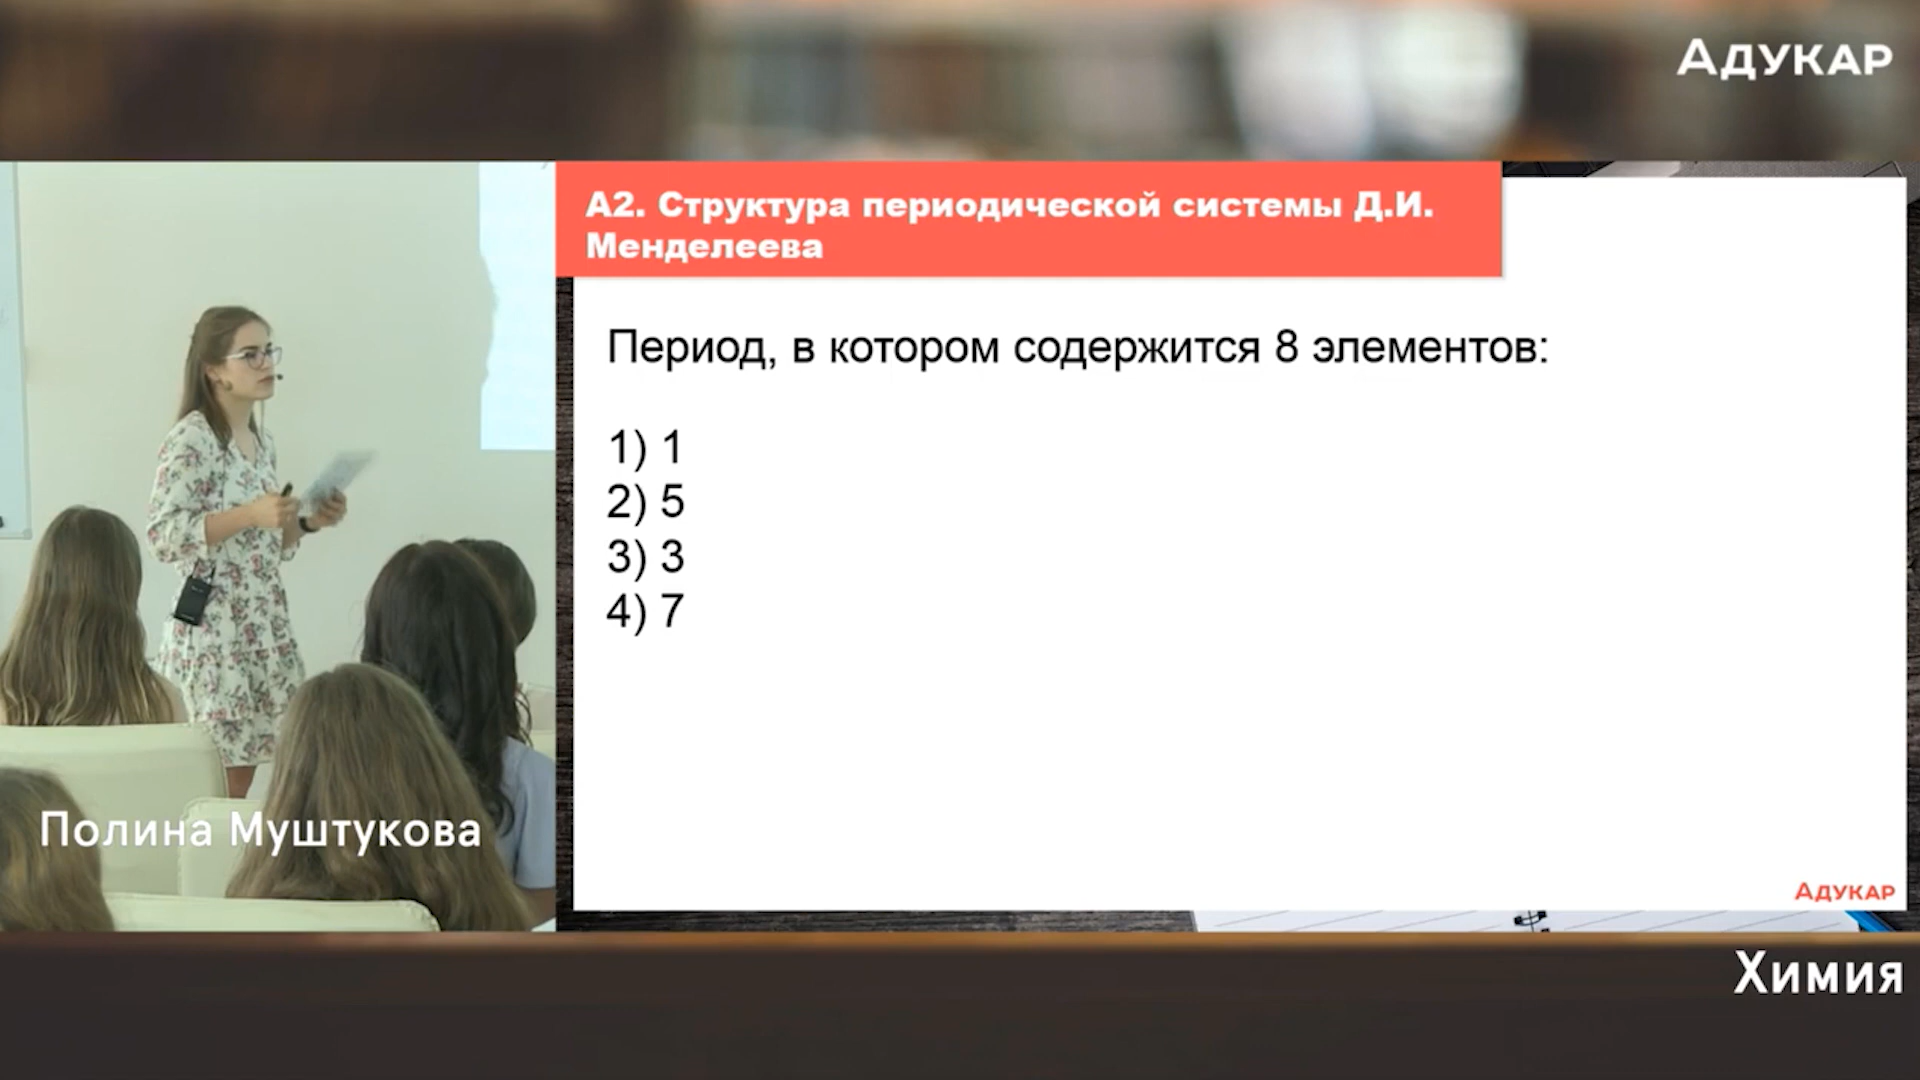 Адукар
А2. Структура периодической системы Д.И.
Менделеева
Период, в котором содержится 8 элементов:
1) 1
2) 5
3) 3
4) 7
Адукар
Полина Муштукова
Химия